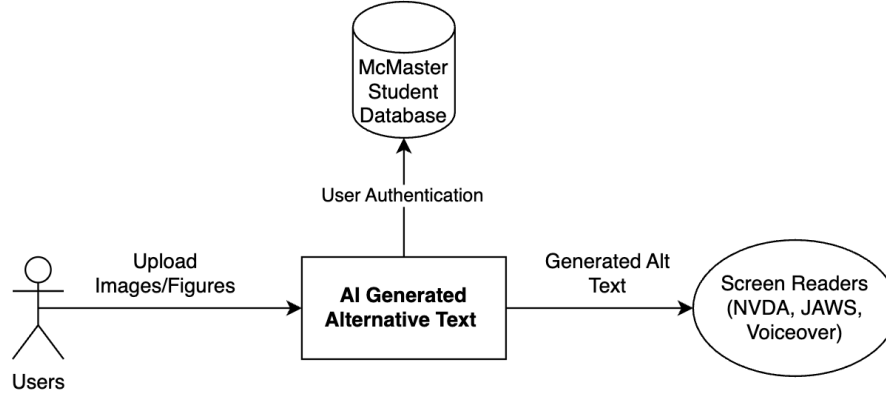 McMaster
Student
Database
User Authentication
Upload
Images/Figures
Generated Alt
Text
AI Generated
Alternative Text
Screen Readers
(NVDA, JAWS,
Voiceover)
Users